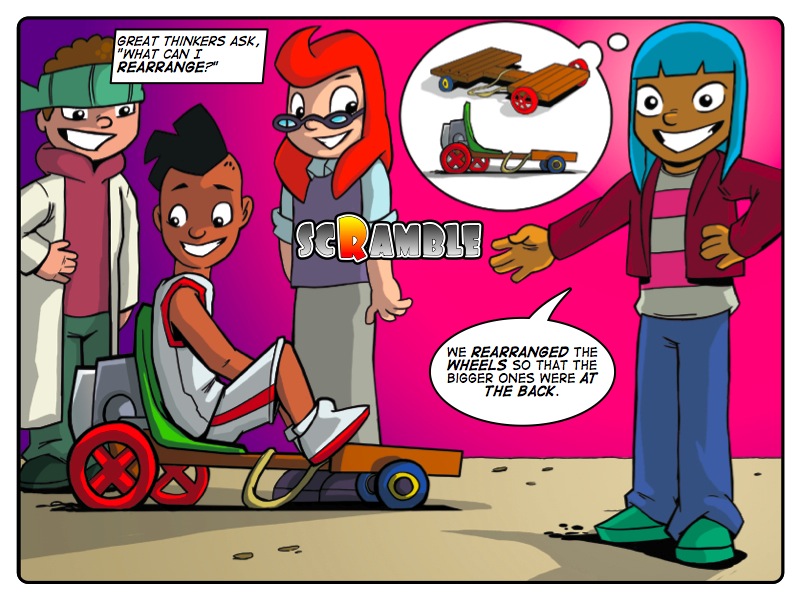 GREAT THINKERS ASK,
"WHAT CAN I
REARRANGE?"
SCRAMBLE
WE REARRANGED THE
WHEELS SO THAT THE
BIGGER ONES WERE AT
THE BACK.